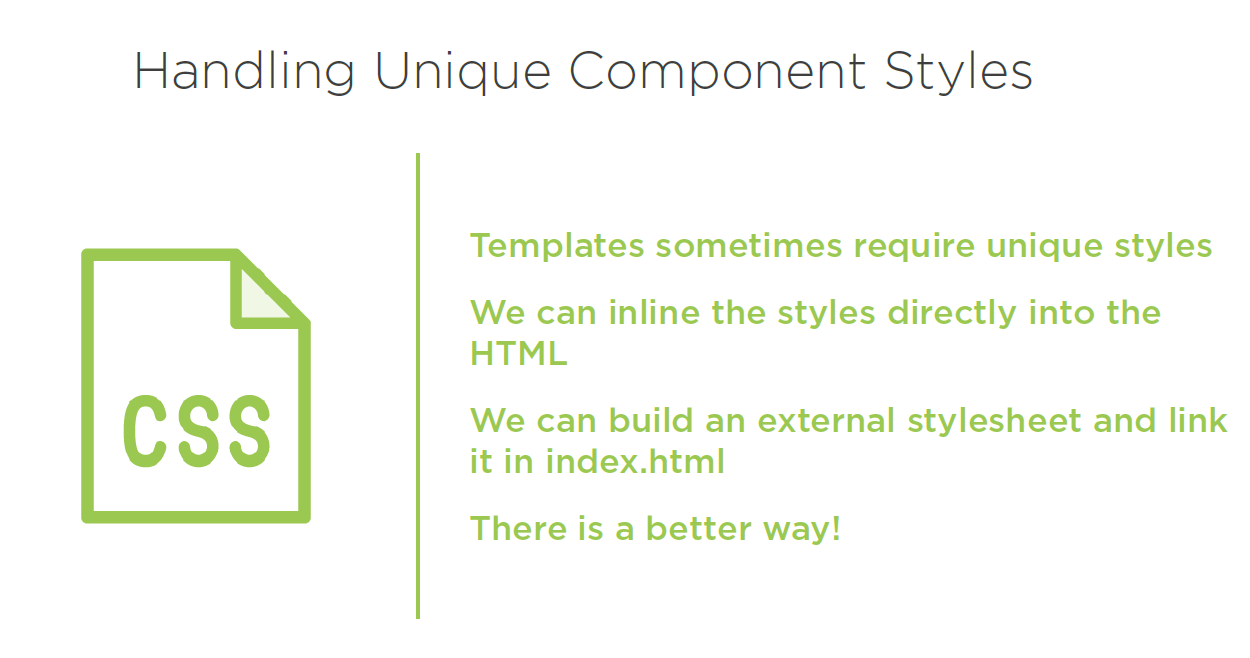 Handling Unique Component Styles
CSS
Templates sometimes require unique styles
We can inline the styles directly into the
HTML
We can build an external stylesheet and link
it in index.html
There is a better way!